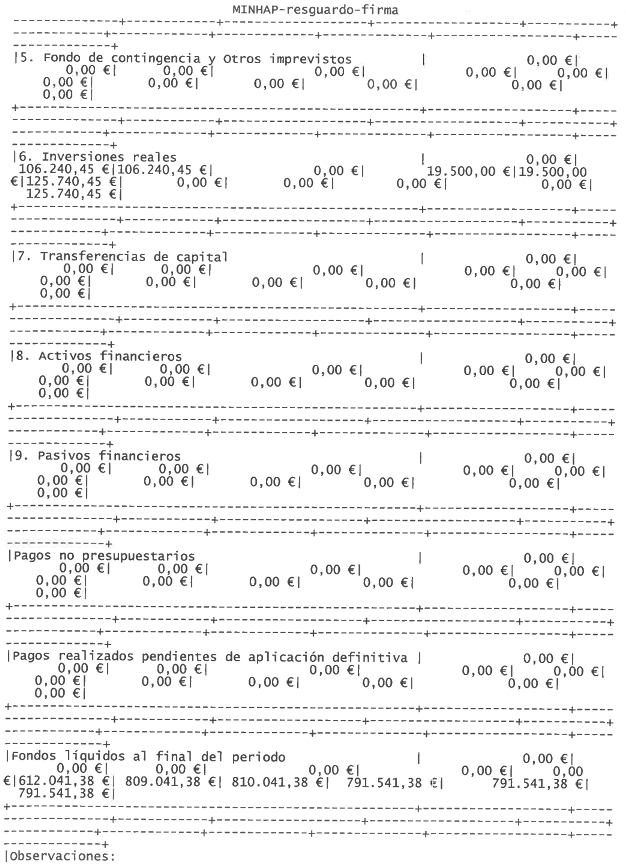 MINHAP-resguardo-firma
|5. Fondo de contingencia y Otros imprevistos | 0,00 €|
0,00 €| 0,00 €| 0,00 €| 0,00 €| 0,00 €|
0,00 €| 0,00 €| 0,00 €| 0,00 €| 0,00 €|
0,00 €|
|6. Inversiones reales | 0,00 €|
106.240,45 €|106.240,45 €| 0,00 €| 19.500,00 €|19.500,00
€|125.740,45 €| 0,00 €| 0,00 €| 0,00 €| 0,00 €|
125.740,45 €|
|7. Transferencias de capital | 0,00 €|
0,00 €| 0,00 €| 0,00 €| 0,00 €| 0,00 €|
0,00 €| 0,00 €| 0,00 €| 0,00 €| 0,00 €|
0,00 €|
|8. Activos financieros | 0,00 €|
0,00 €| 0,00 €| 0,00 €| 0,00 €| 0,00 €|
0,00 €| 0,00 €| 0,00 €| 0,00 €| 0,00 €|
0,00 €|
|9. Pasivos financieros | 0,00 €|
0,00 €| 0,00 €| 0,00 €| 0,00 €| 0,00 €|
0,00 €| 0,00 €| 0,00 €| 0,00 €| 0,00 €|
0,00 €|
|Pagos no presupuestarios | 0,00 €|
0,00 €| 0,00 €| 0,00 €| 0,00 €| 0,00 €|
0,00 €| 0,00 €| 0,00 €| 0,00 €| 0,00 €|
0,00 €|
|Pagos realizados pendientes de aplicación definitiva | 0,00 €|
0,00 €| 0,00 €| 0,00 €| 0,00 €| 0,00 €|
0,00 €| 0,00 €| 0,00 €| 0,00 €| 0,00 €|
0,00 €|
|Fondos líquidos al final del periodo | 0,00 €|
0,00 €| 0,00 €| 0,00 €| 0,00 €| 0,00
€|612.041,38 €| 809.041,38 €| 810.041,38 €| 791.541,38 €| 791.541,38 €|
791.541,38 €|
|Observaciones: